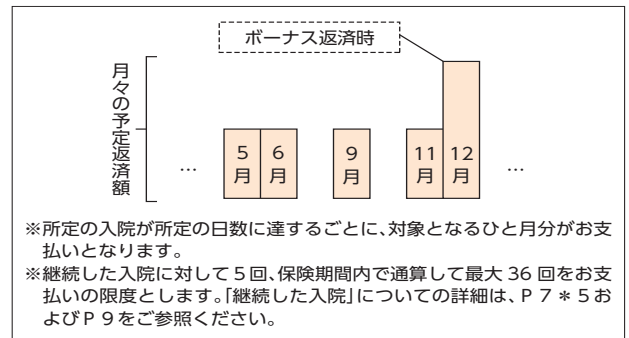 ボーナス返済時
月々の予定返済額
…
5月
6月
9月
11月
12月
…
※所定の入院が所定の日数に達するごとに、対象となるひと月分がお支
払いとなります。
※継続した入院に対して5回、保険期間内で通算して最大 36 回をお支
払いの限度とします。「継続した入院」についての詳細は、P7＊5お
よびP9をご参照ください。